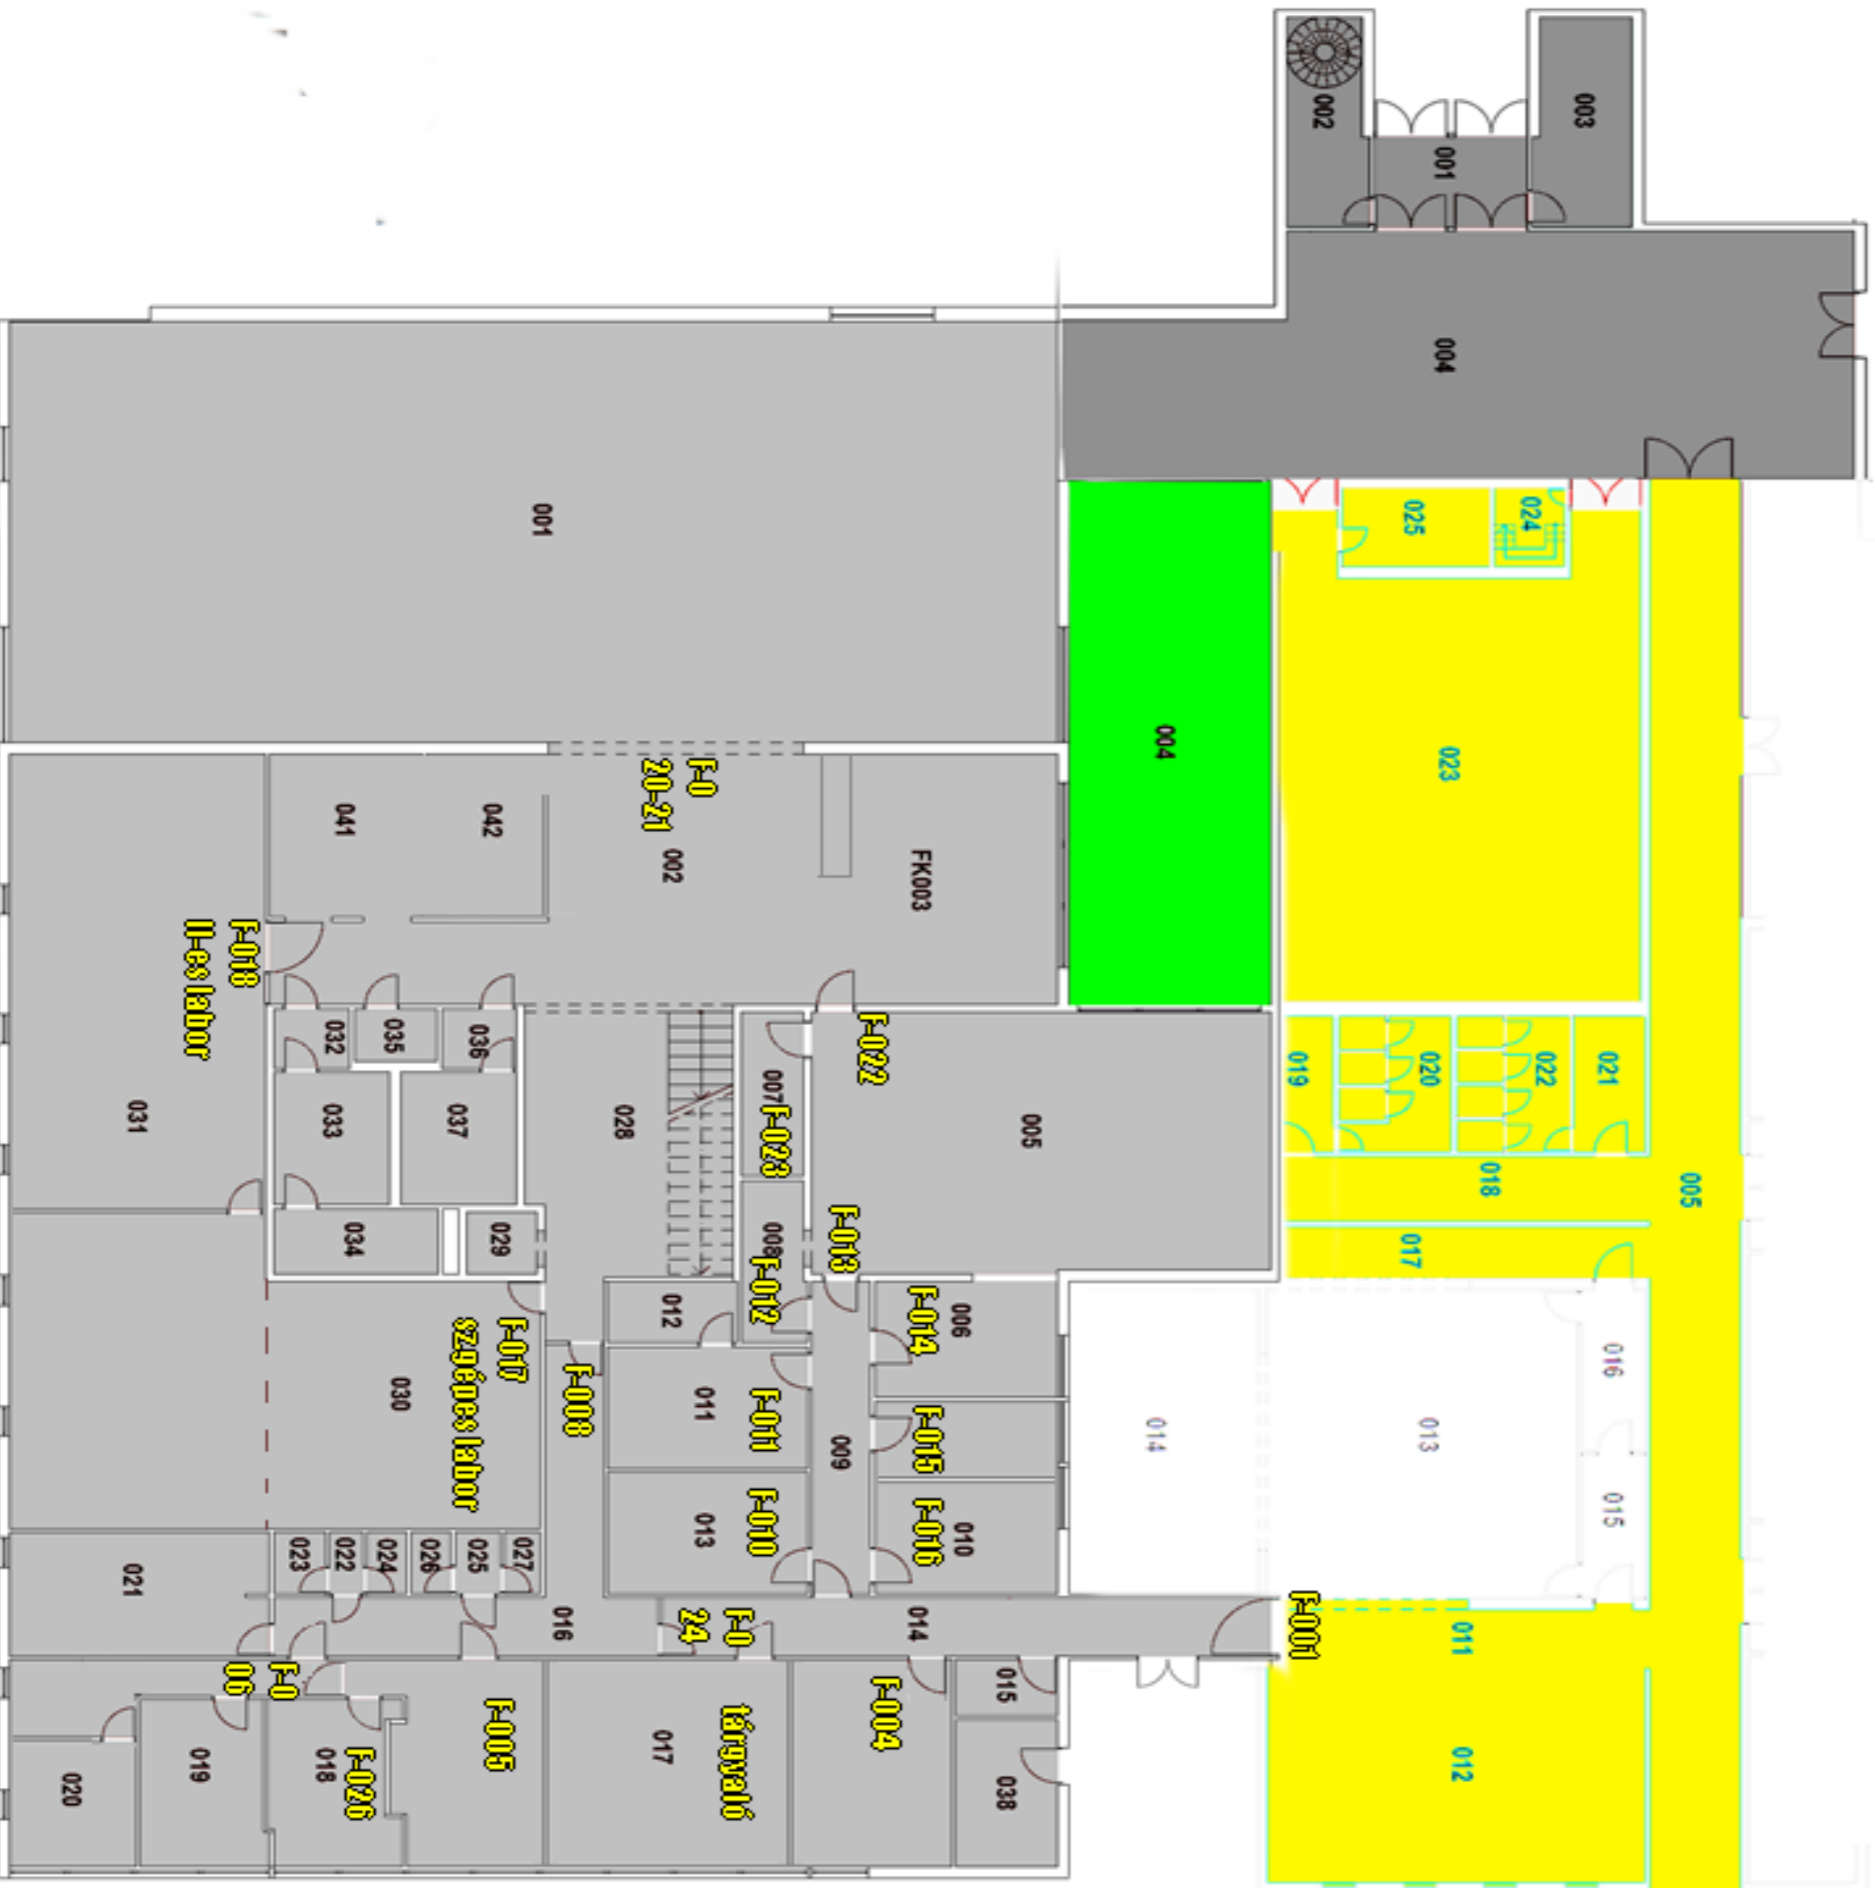 002
003
001
004
001
004
025
024
023
F-0
20-21
041
042
002
FK003
F-018
II-es labor
032
035
036
F-022
031
033
037
028
007
F-023
005
019
020
022
021
018
005
034
029
008
F-012
F-013
017
012
F-014
006
F-017
szgépes labor
030
F-008
011
F-011
009
F-015
014
013
016
023
022
024
026
025
027
013
F-010
F-016
010
015
021
016
F-0
24
014
F-001
011
F-0
06
F-005
017
tárgyaló
F-004
015
038
012
020
019
018
F-026